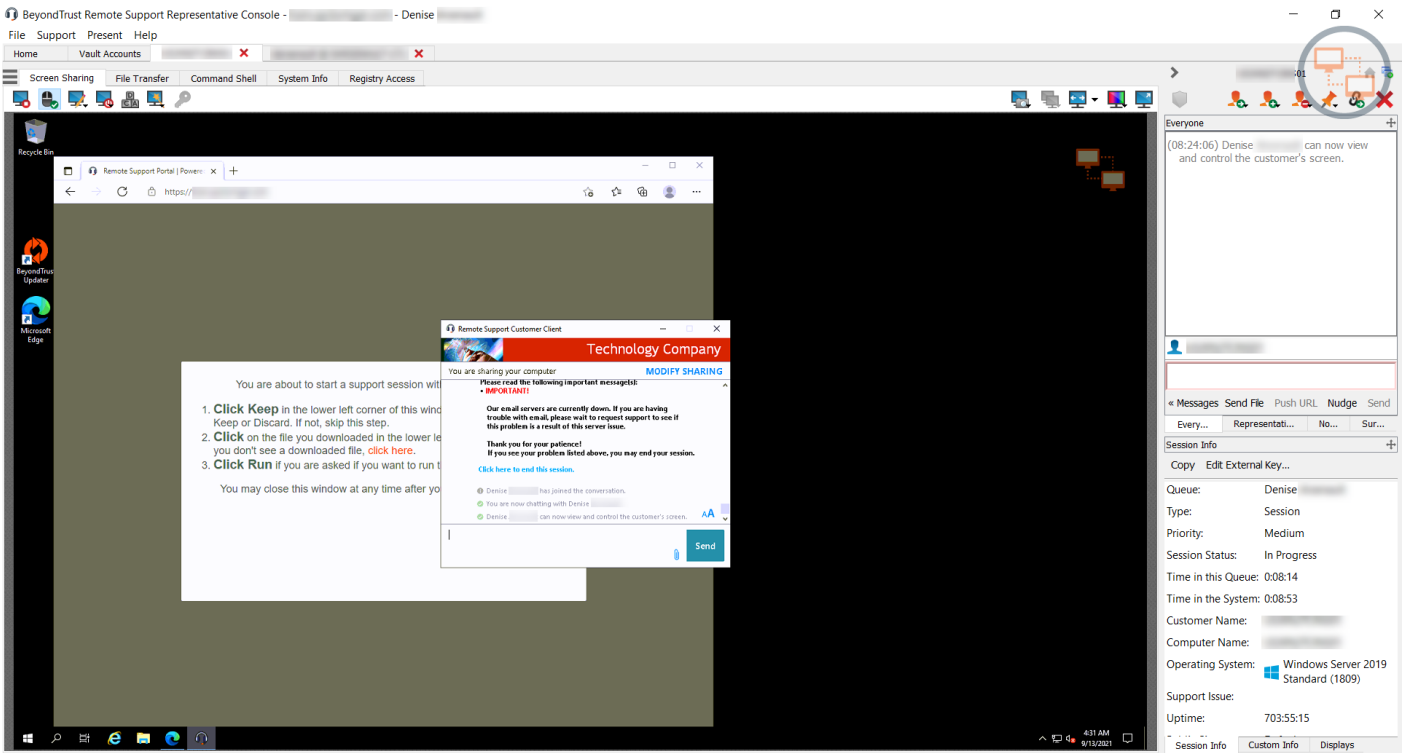 BeyondTrust Remote Support Representative Console - - Denise
File Support Present Help
Home Vault Accounts
Screen Sharing File Transfer Command Shell System Info Registry Access
01
Recycle Bin
Remote Support Portal | Powere
https://
BeyondTrus
Updater
Microsoft
Edge
You are about to start a support session wit
1. Click Keep in the lower left corner of this wind
Keep or Discard. If not, skip this step.
2. Click on the file you downloaded in the lower le
you don't see a downloaded file, click here.
3. Click Run if you are asked if you want to run t
You may close this window at any time after yo
Remote Support Customer Client
Technology Company
You are sharing your computer MODIFY SHARING
Please read the following important message(s):
• IMPORTANT!
Our email servers are currently down. If you are having
trouble with email, please wait to request support to see if
this problem is a result of this server issue.
Thank you for your patience!
If you see your problem listed above, you may end your session.
Click here to end this session.
Denise has joined the conversation.
You are now chatting with Denise
Denise can now view and control the customer's screen.
AA
Send
4:31 AM
9/13/2021
Everyone
(08:24:06) Denise can now view
and control the customer's screen.
« Messages Send File Push URL Nudge Send
Every... Representati... No... Sur...
Session Info
Copy Edit External Key...
Queue: Denise
Type: Session
Priority: Medium
Session Status: In Progress
Time in this Queue: 0:08:14
Time in the System: 0:08:53
Customer Name:
Computer Name:
Operating System: Windows Server 2019
Standard (1809)
Support Issue:
Uptime: 703:55:15
Session Info Custom Info Displays